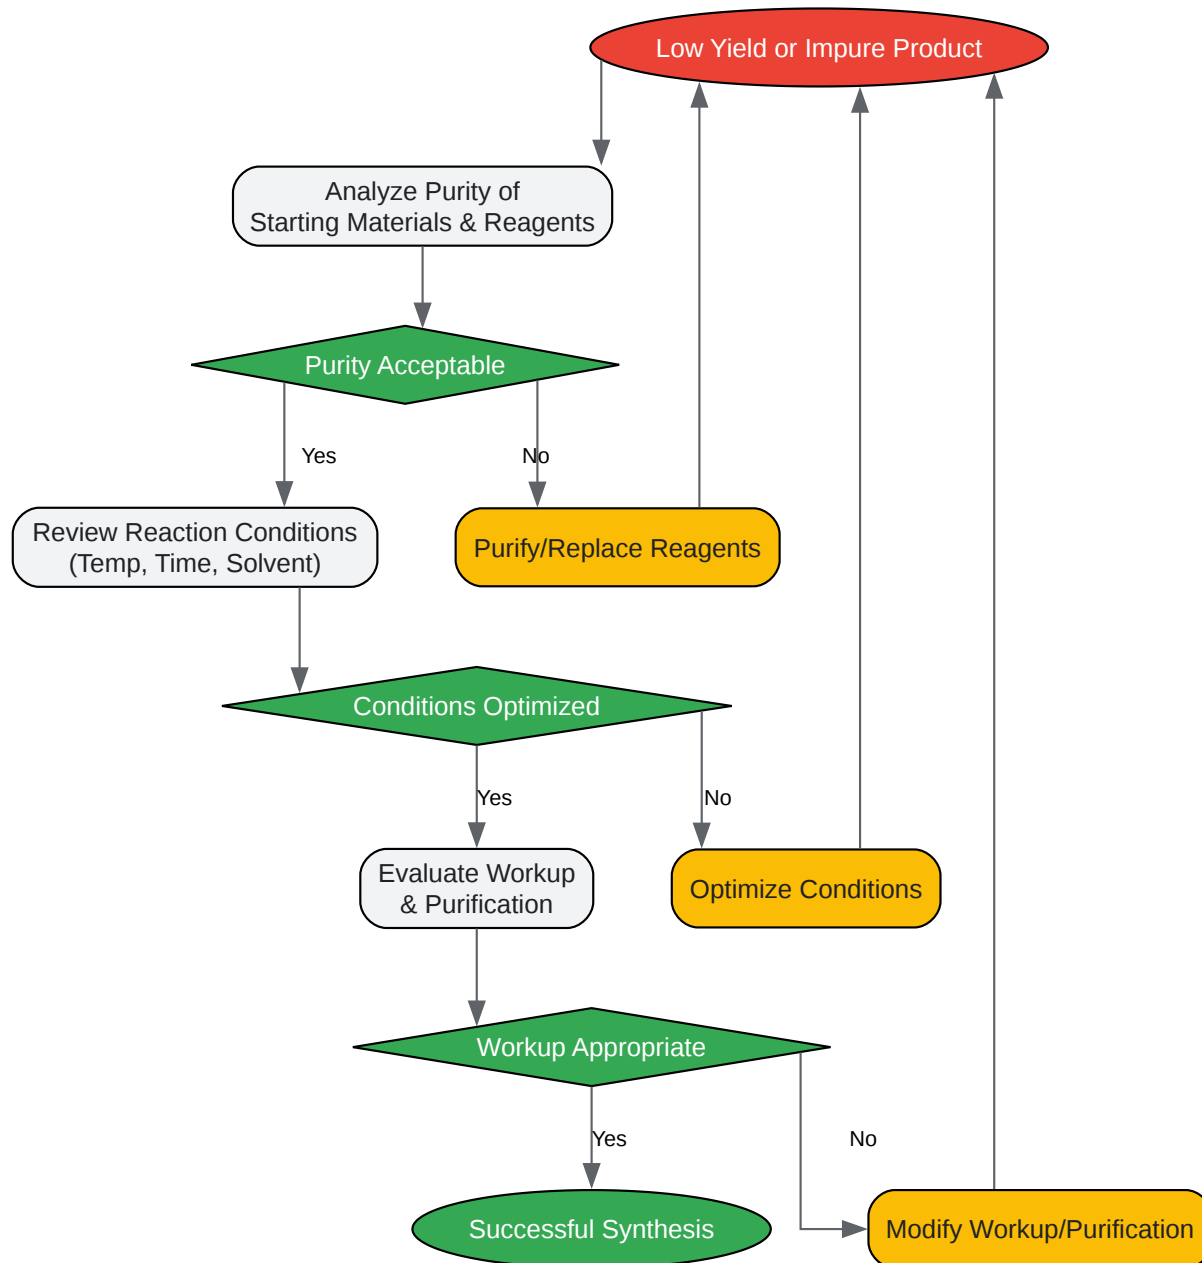 Low Yield or Impure Product
Analyze Purity of
Starting Materials & Reagents
Purity Acceptable
Yes
No
Review Reaction Conditions
(Temp, Time, Solvent)
Purify/Replace Reagents
Conditions Optimized
Yes
No
Evaluate Workup
& Purification
Optimize Conditions
Workup Appropriate
Yes
No
Successful Synthesis
Modify Workup/Purification